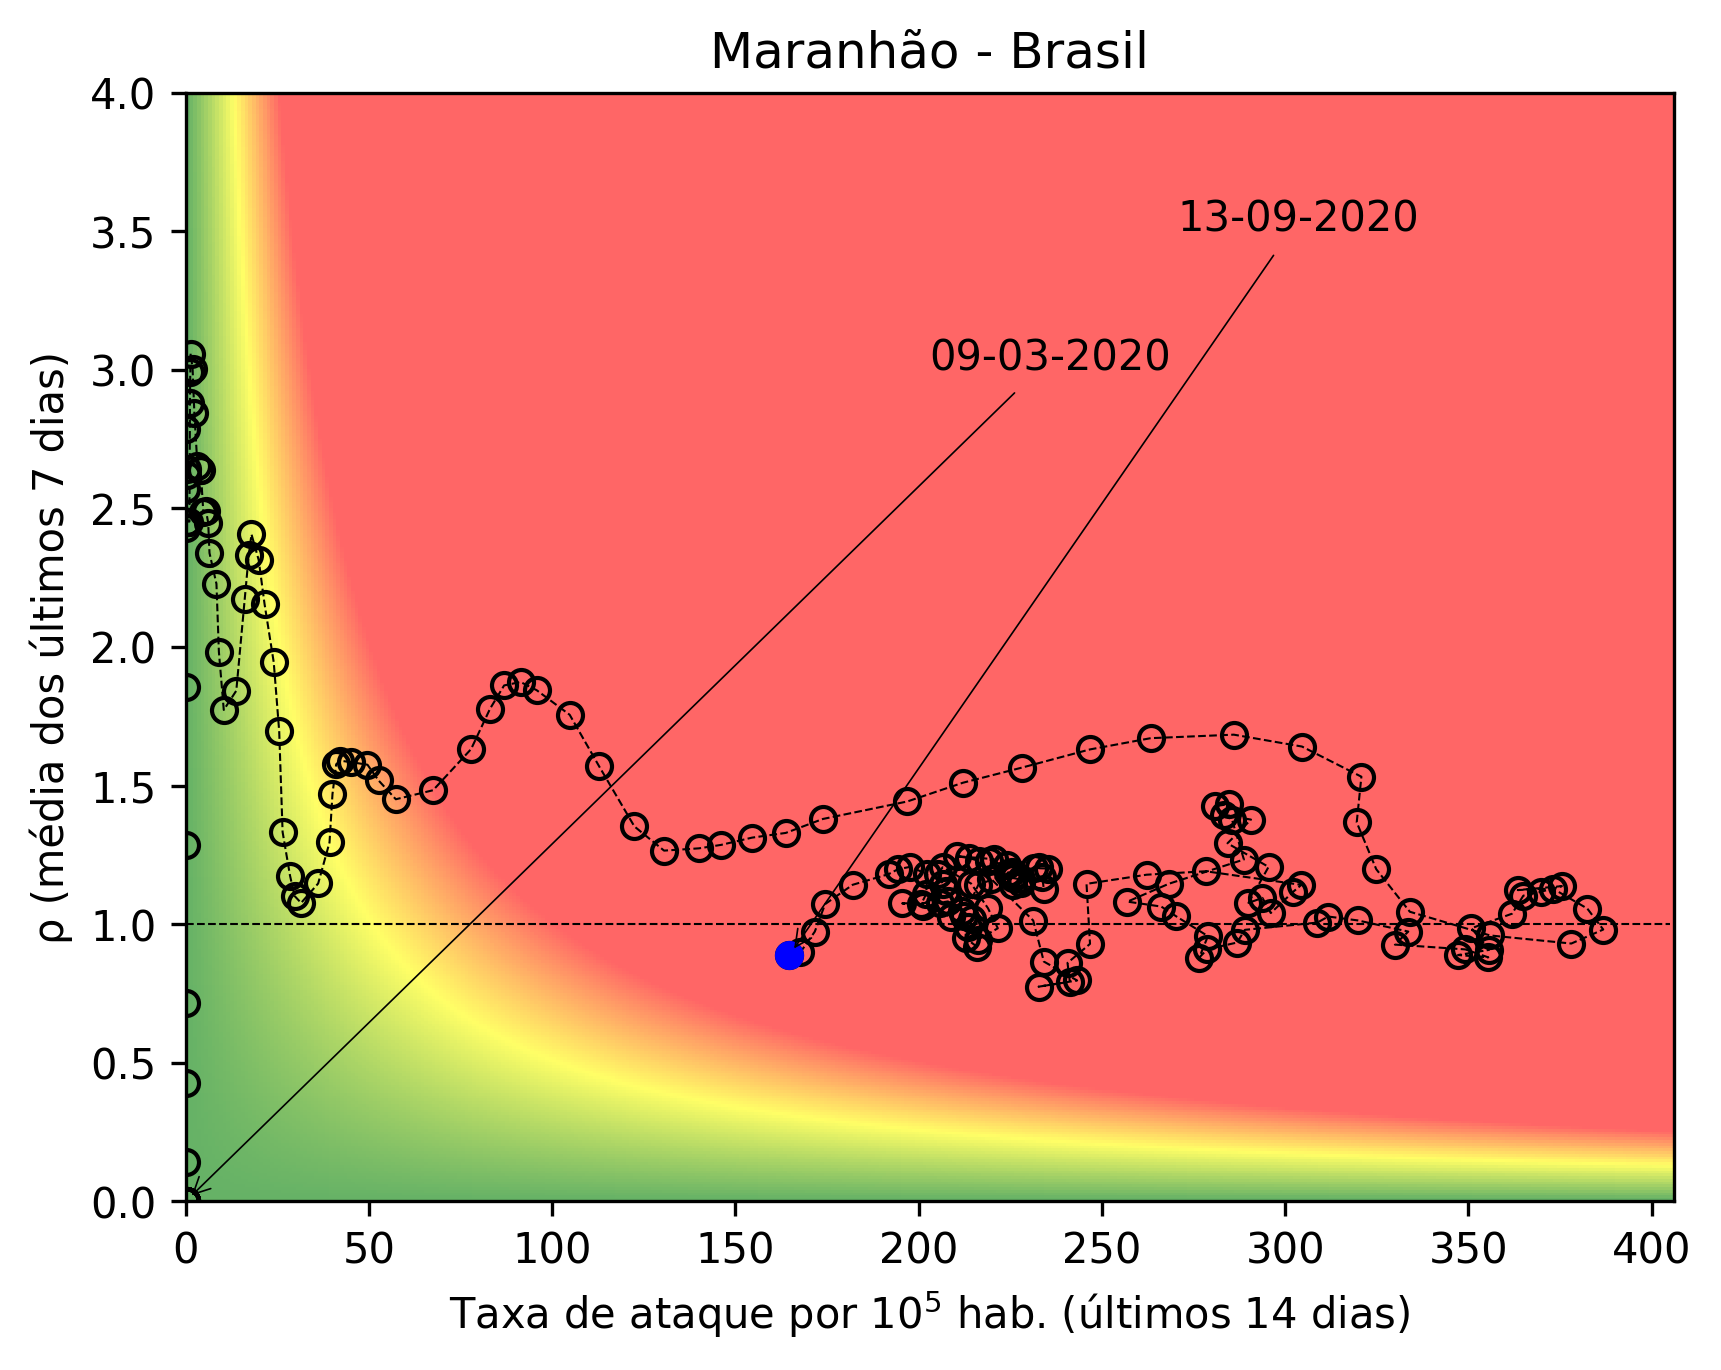 Maranhão - Brasil
4.0
3.5
3.0
2.5
2.0
1.5
1.0
0.5
0.0
ρ (média dos últimos 7 dias)
13-09-2020
09-03-2020
0 50 100 150 200 250 300 350 400
Taxa de ataque por 10⁵ hab. (últimos 14 dias)